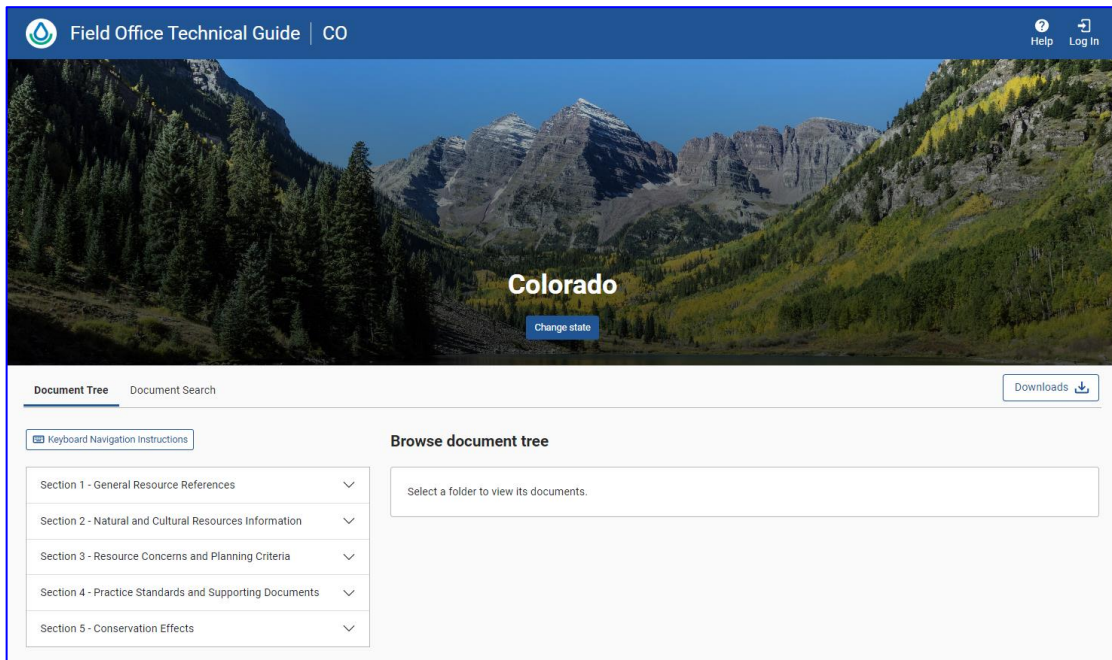 Field Office Technical Guide | CO
Help
Log In
Colorado
Change state
Document Tree
Document Search
Downloads
Keyboard Navigation Instructions
Browse document tree
Section 1 - General Resource References
Select a folder to view its documents.
Section 2 - Natural and Cultural Resources Information
Section 3 - Resource Concerns and Planning Criteria
Section 4 - Practice Standards and Supporting Documents
Section 5 - Conservation Effects